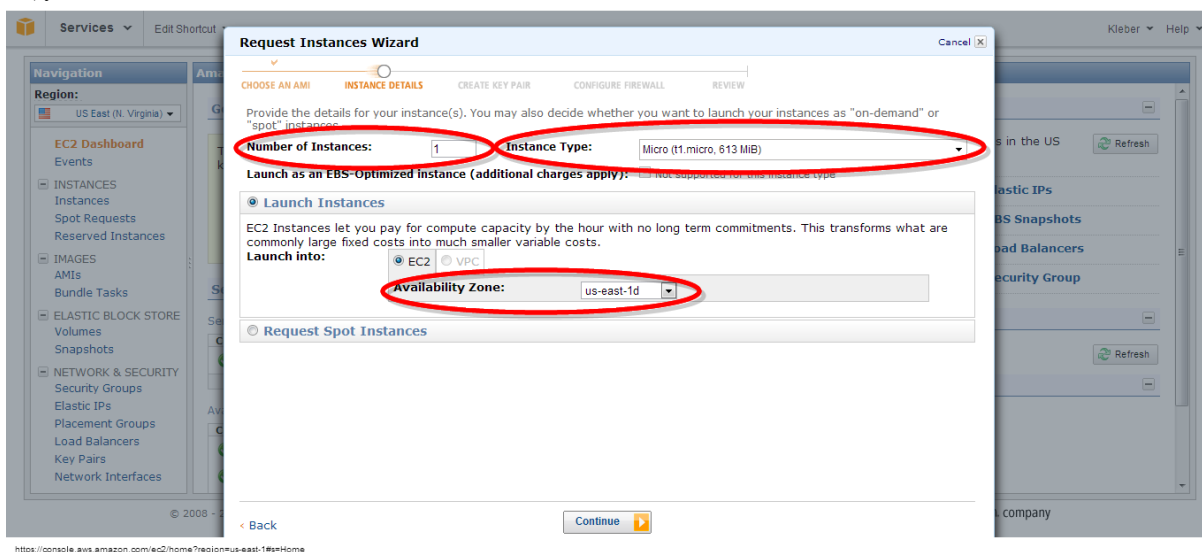 Services Edit Shortcut Kleber Help
Request Instances Wizard Cancel
CHOOSE AN AMI INSTANCE DETAILS CREATE KEY PAIR CONFIGURE FIREWALL REVIEW
Provide the details for your instance(s). You may also decide whether you want to launch your instances as "on-demand" or
"spot" instances.
Number of Instances: 1 Instance Type: Micro (t1.micro, 613 MiB)
Launch as an EBS-Optimized instance (additional charges apply): Not supported for this instance type
Launch Instances
EC2 Instances let you pay for compute capacity by the hour with no long term commitments. This transforms what are
commonly large fixed costs into much smaller variable costs.
Launch into: EC2 VPC
Availability Zone: us-east-1d
Request Spot Instances
< Back Continue
Navigation
Region:
US East (N. Virginia)
EC2 Dashboard
Events
INSTANCES
Instances
Spot Requests
Reserved Instances
IMAGES
AMIs
Bundle Tasks
ELASTIC BLOCK STORE
Volumes
Snapshots
NETWORK & SECURITY
Security Groups
Elastic IPs
Placement Groups
Load Balancers
Key Pairs
Network Interfaces
Ama
s in the US Refresh
lastic IPs
BS Snapshots
oad Balancers
ecurity Group
Refresh
© 2008 - 2
company
https://console.aws.amazon.com/ec2/home?region=us-east-1#s=Home